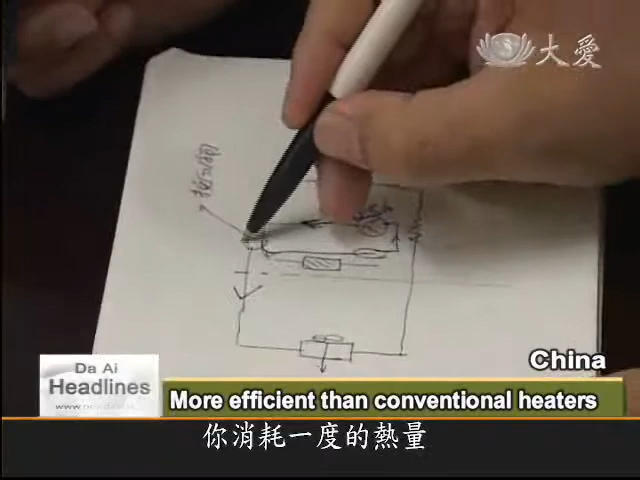 大愛
China
Da Ai
Headlines
More efficient than conventional heaters
你消耗一度的熱量